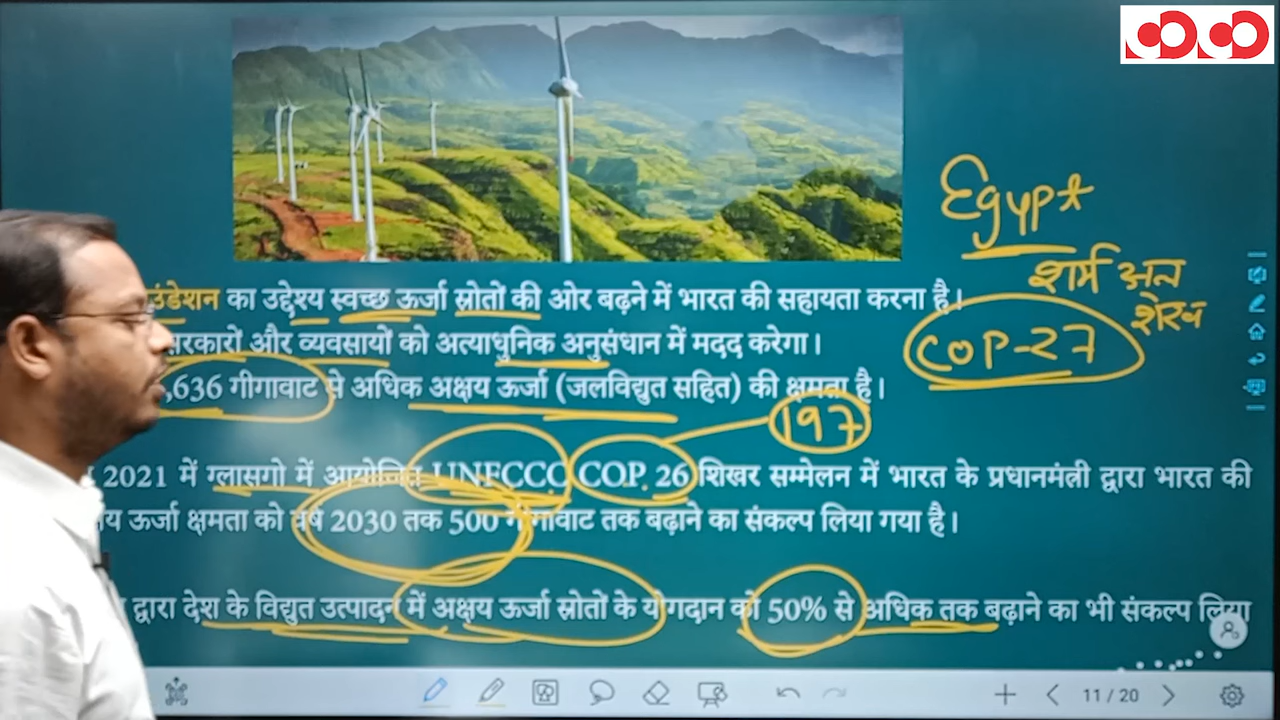 Egypt
शर्म अल
शेख
COP-27
उंडेशन का उद्देश्य स्वच्छ ऊर्जा स्रोतों की ओर बढ़ने में भारत की सहायता करना है।
सरकारों और व्यवसायों को अत्याधुनिक अनुसंधान में मदद करेगा।
,636 गीगावाट से अधिक अक्षय ऊर्जा (जलविद्युत सहित) की क्षमता है।
197
2021 में ग्लासगो में आयोजित UNFCCC COP 26 शिखर सम्मेलन में भारत के प्रधानमंत्री द्वारा भारत की
य ऊर्जा क्षमता को वर्ष 2030 तक 500 गीगावाट तक बढ़ाने का संकल्प लिया गया है।
द्वारा देश के विद्युत उत्पादन में अक्षय ऊर्जा स्रोतों के योगदान को 50% से अधिक तक बढ़ाने का भी संकल्प लिया
11 / 20